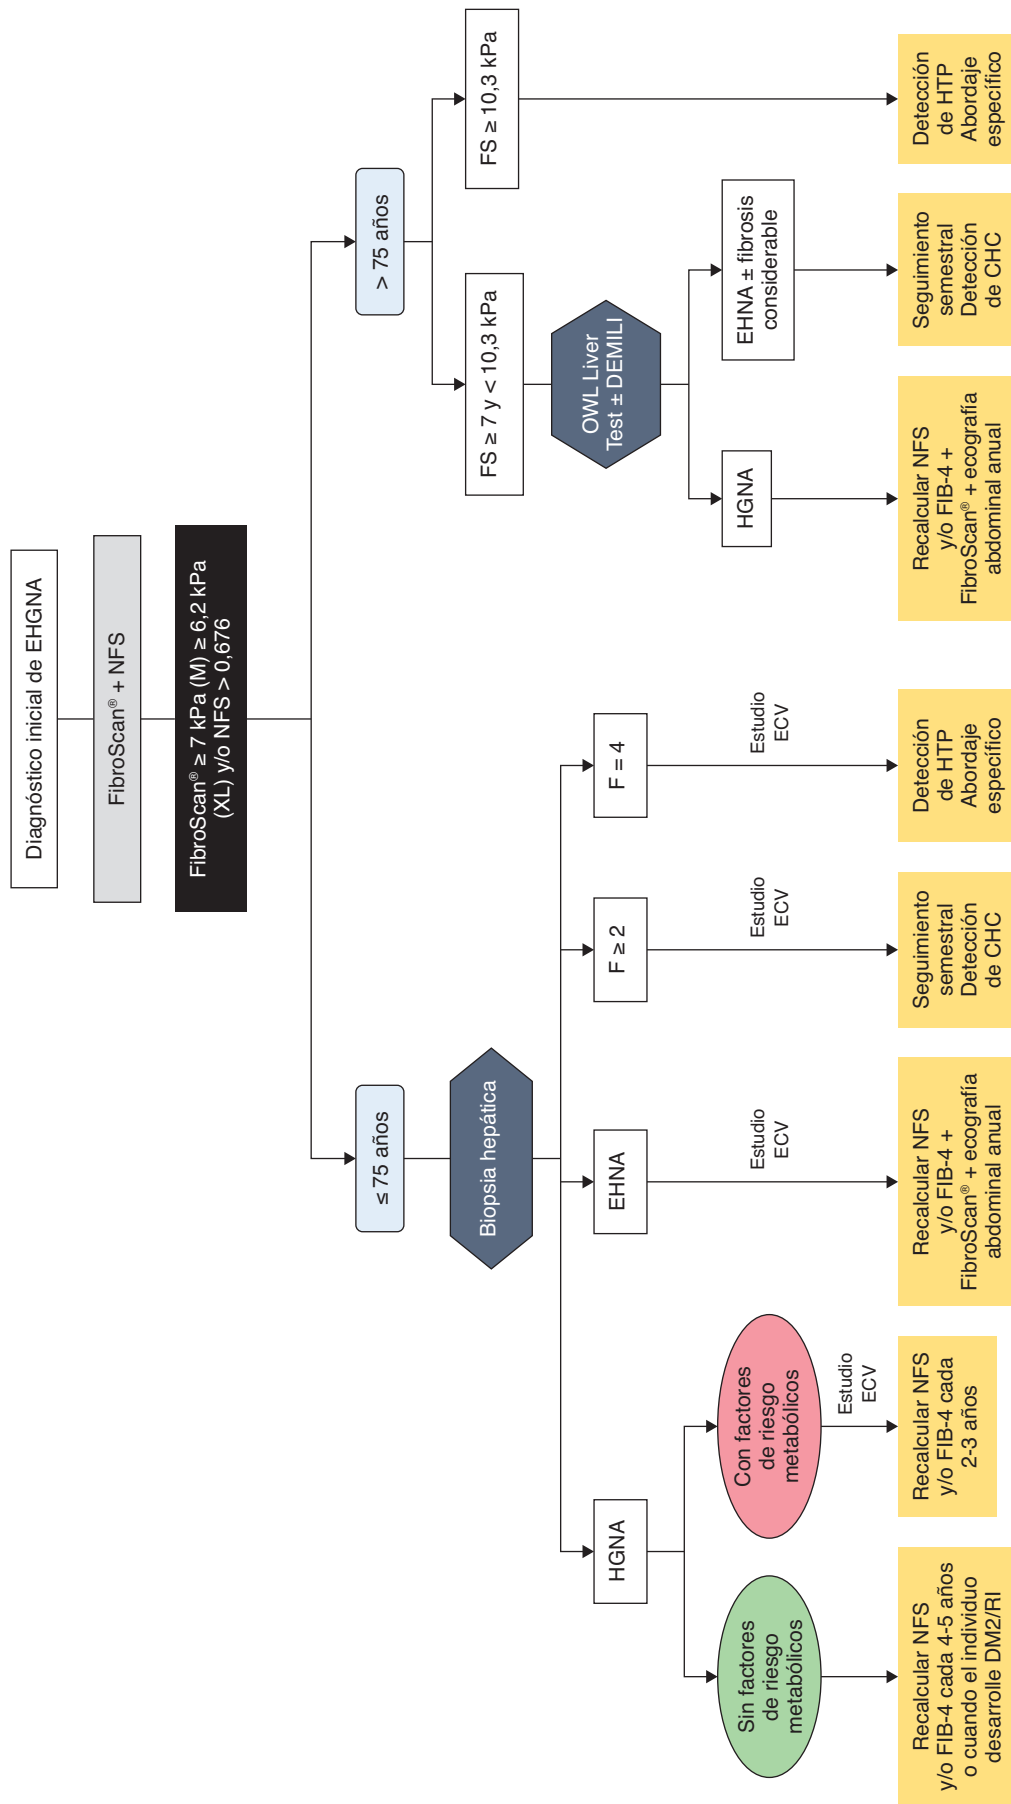 Diagnóstico inicial de EHGNA
FibroScan® + NFS
FibroScan® ≥ 7 kPa (M) ≥ 6,2 kPa
(XL) y/o NFS > 0,676
≤ 75 años
> 75 años
Biopsia hepática
FS ≥ 7 y < 10,3 kPa
FS ≥ 10,3 kPa
OWL Liver
Test ± DEMILI
HGNA
EHNA
F ≥ 2
F = 4
HGNA
EHNA ± fibrosis
considerable
Sin factores
de riesgo
metabólicos
Con factores
de riesgo
metabólicos
Estudio
ECV
Estudio
ECV
Estudio
ECV
Estudio
ECV
Recalcular NFS
y/o FIB-4 cada 4-5 años
o cuando el individuo
desarrolle DM2/RI
Recalcular NFS
y/o FIB-4 cada
2-3 años
Recalcular NFS
y/o FIB-4 +
FibroScan® + ecografía
abdominal anual
Seguimiento
semestral
Detección
de CHC
Detección
de HTP
Abordaje
específico
Recalcular NFS
y/o FIB-4 +
FibroScan® + ecografía
abdominal anual
Seguimiento
semestral
Detección
de CHC
Detección
de HTP
Abordaje
específico